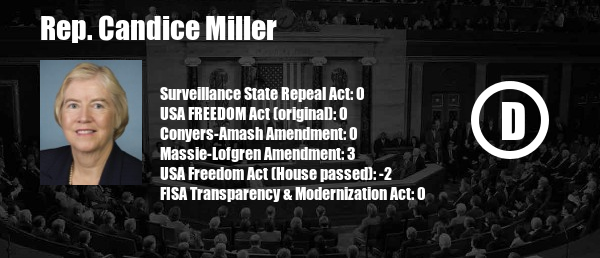 Rep. Candice Miller
Surveillance State Repeal Act: 0
USA FREEDOM Act (original): 0
Conyers-Amash Amendment: 0
Massie-Lofgren Amendment: 3
USA Freedom Act (House passed): -2
FISA Transparency & Modernization Act: 0
D